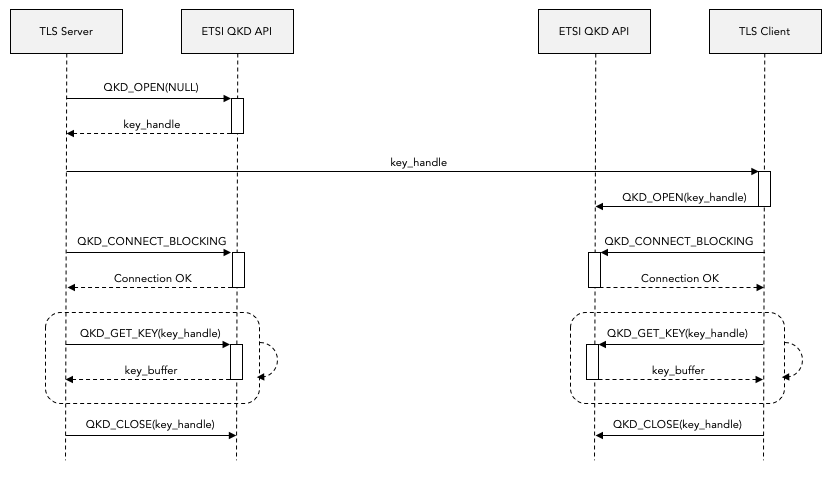 TLS Server
ETSI QKD API
ETSI QKD API
TLS Client
QKD_OPEN(NULL)
key_handle
key_handle
QKD_OPEN(key_handle)
QKD_CONNECT_BLOCKING
QKD_CONNECT_BLOCKING
Connection OK
Connection OK
QKD_GET_KEY(key_handle)
QKD_GET_KEY(key_handle)
key_buffer
key_buffer
QKD_CLOSE(key_handle)
QKD_CLOSE(key_handle)